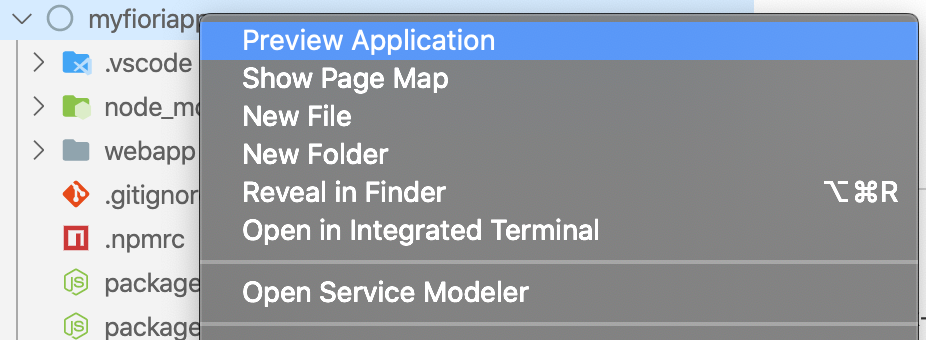 myfioriapp
Preview Application
Show Page Map
.vscode
New File
node_mo
New Folder
webapp
Reveal in Finder ⌥⌘R
.gitignor
Open in Integrated Terminal
.npmrc
package
Open Service Modeler
package